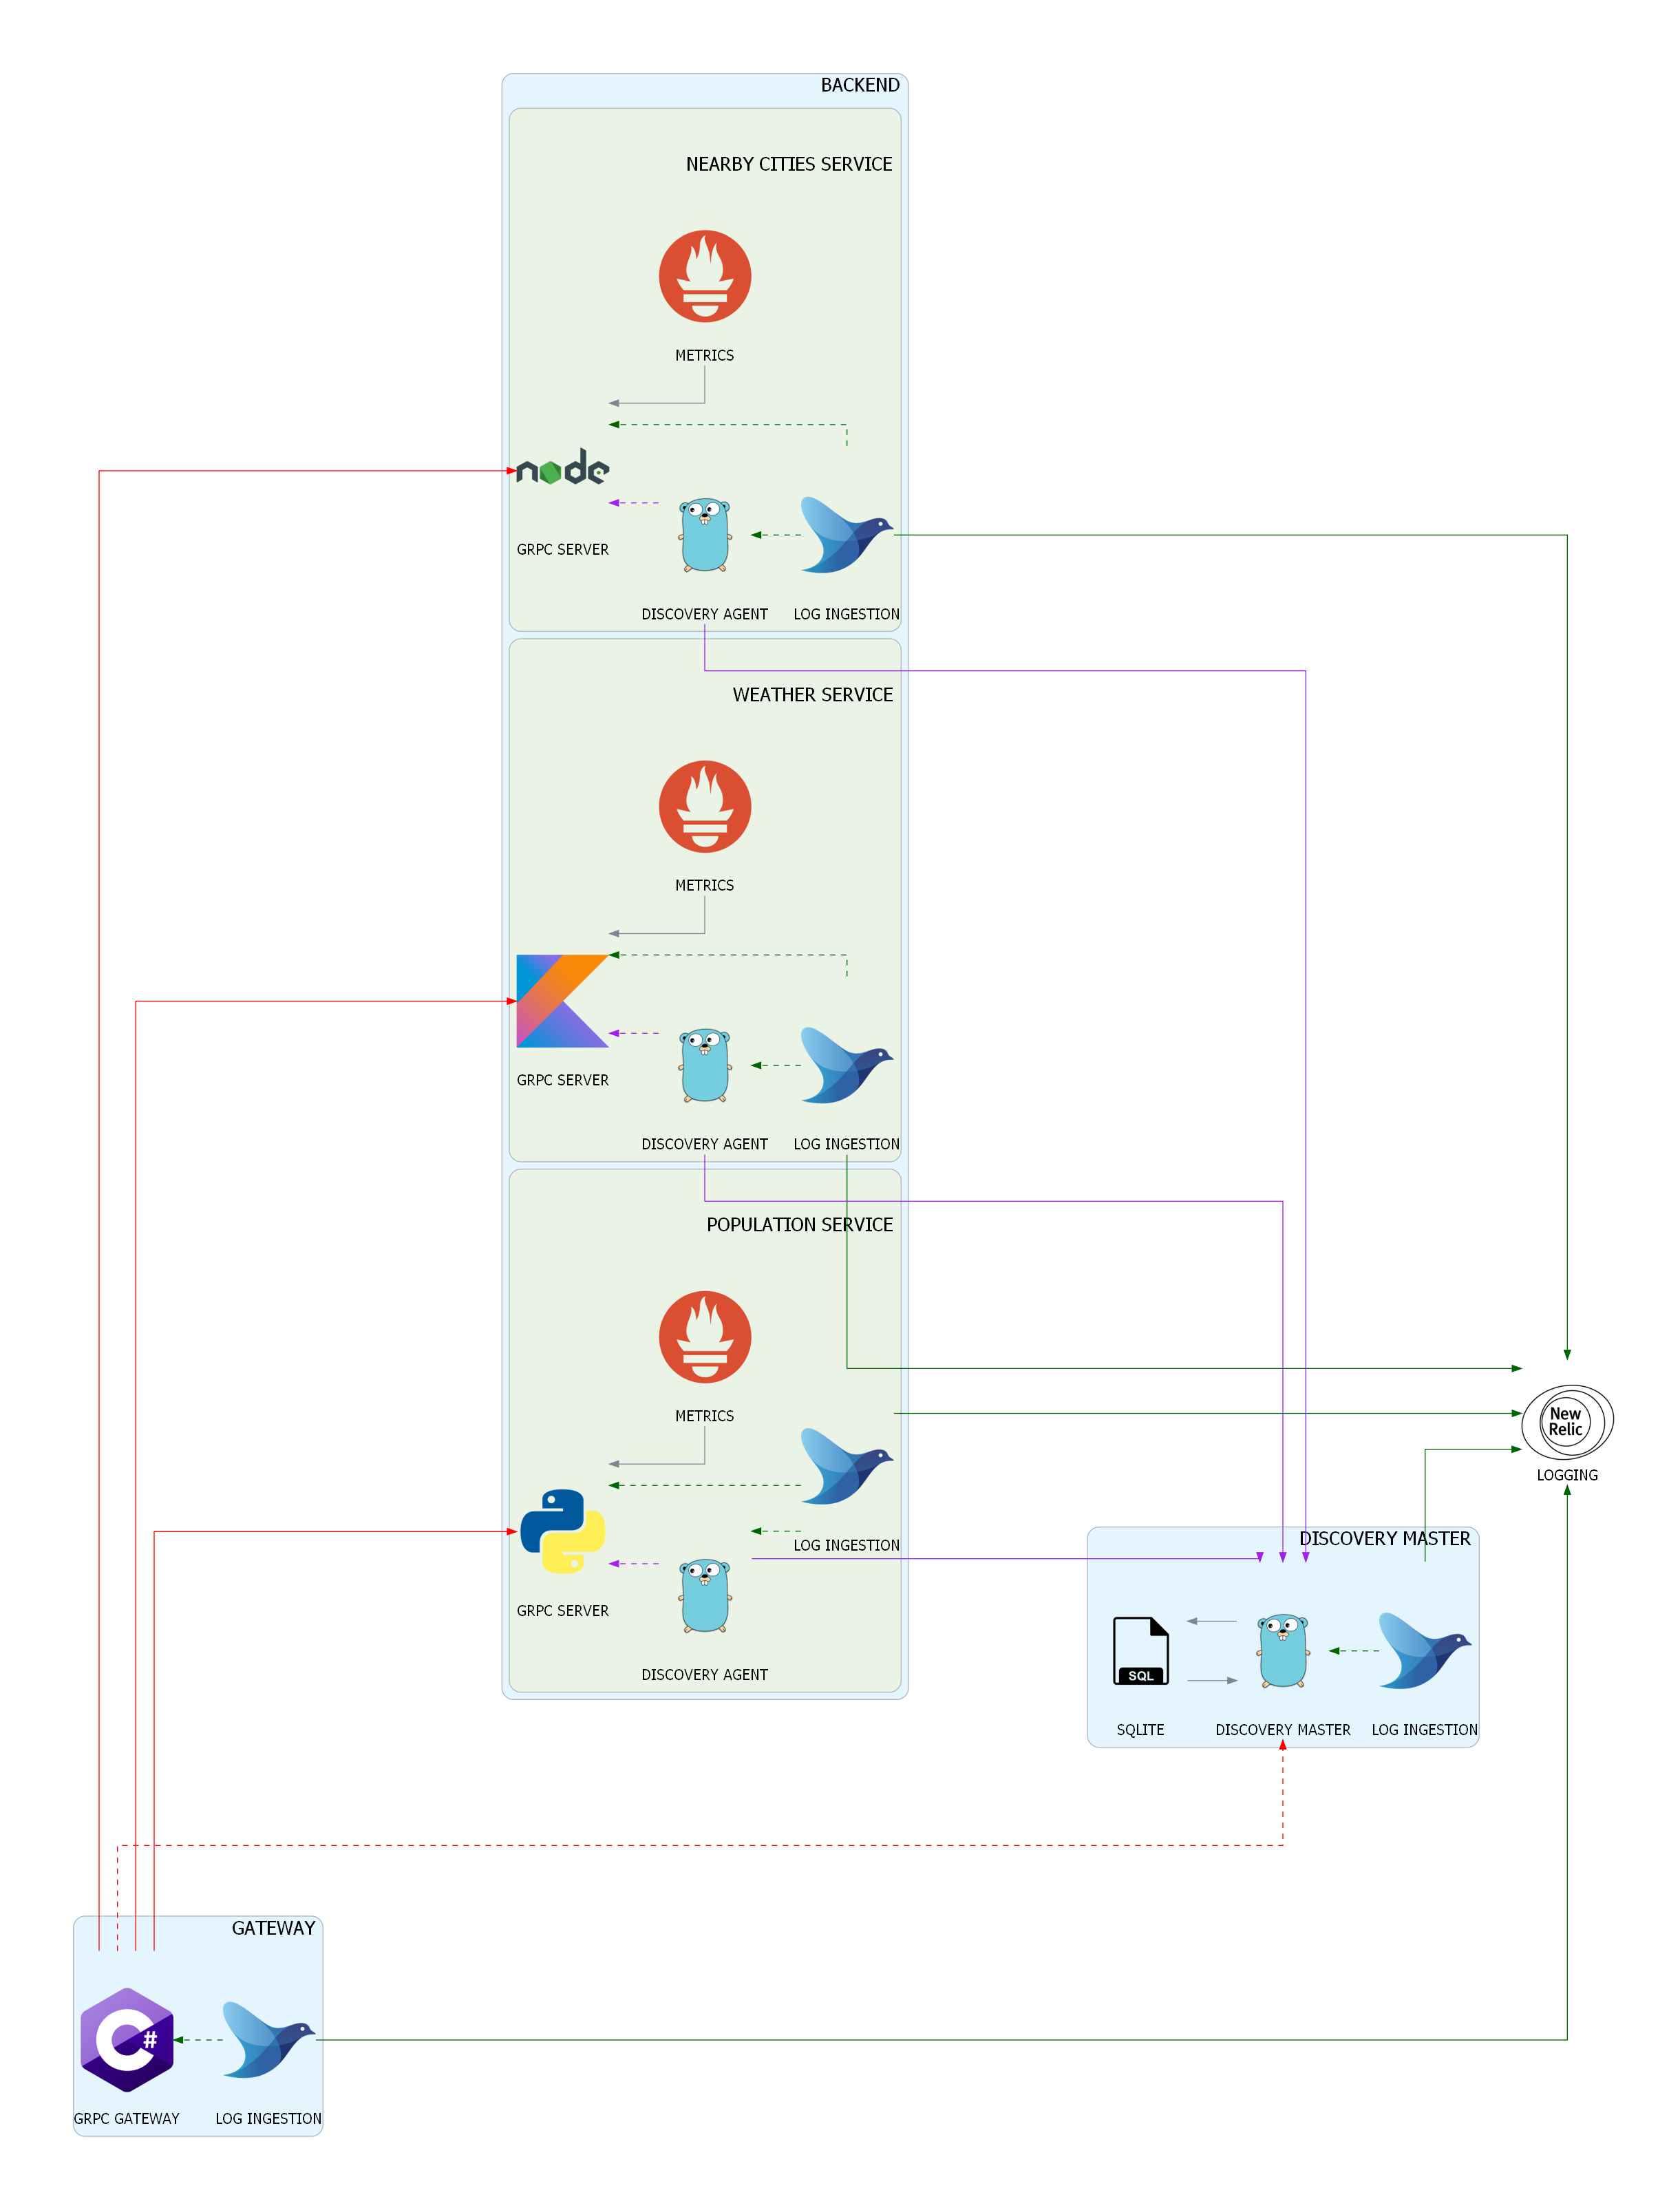 BACKEND
NEARBY CITIES SERVICE
METRICS
node
GRPC SERVER
DISCOVERY AGENT
LOG INGESTION
WEATHER SERVICE
METRICS
GRPC SERVER
DISCOVERY AGENT
LOG INGESTION
POPULATION SERVICE
METRICS
LOG INGESTION
GRPC SERVER
DISCOVERY AGENT
New
Relic
LOGGING
DISCOVERY MASTER
SQL
SQLITE
DISCOVERY MASTER
LOG INGESTION
GATEWAY
C#
GRPC GATEWAY
LOG INGESTION